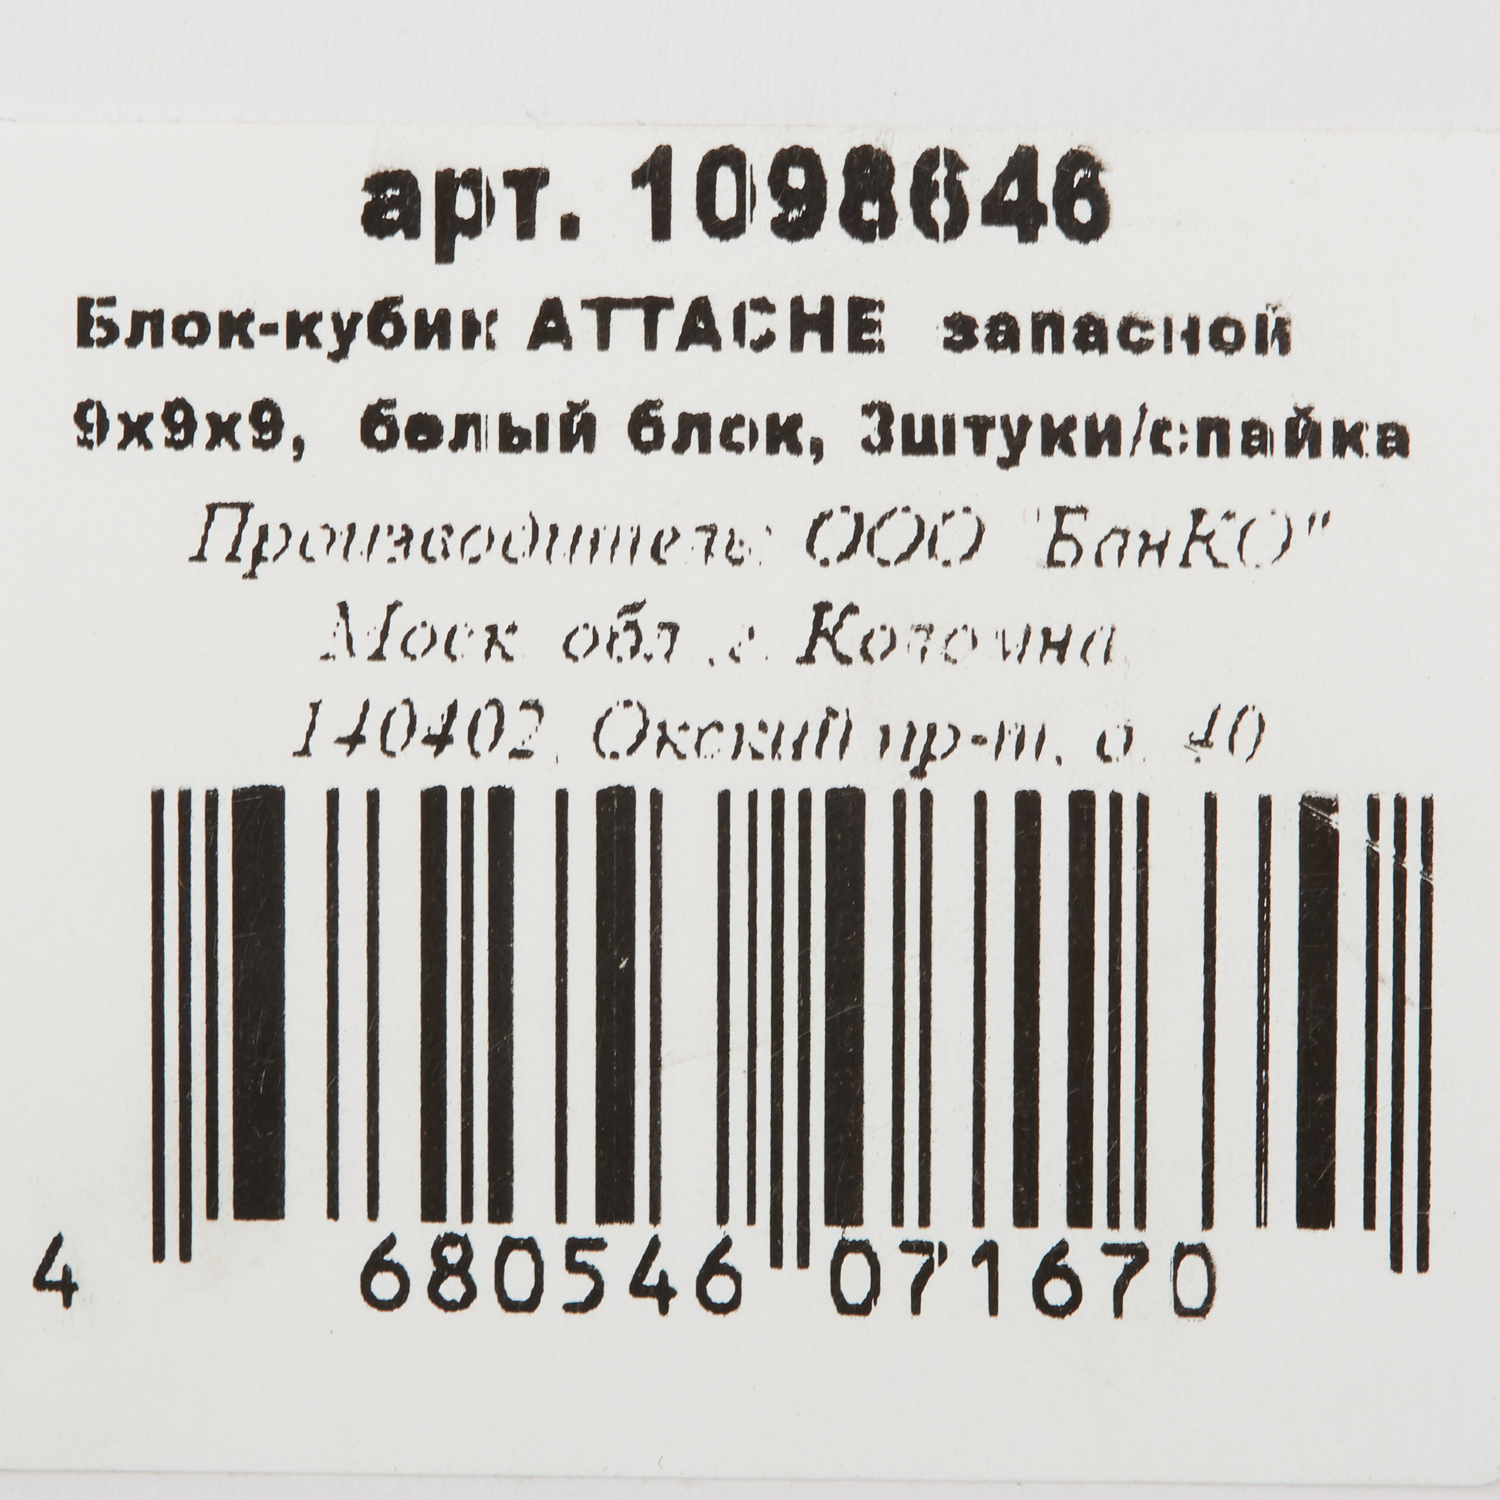 арт. 1098646
Блок-кубик ATTACHE запасной
9х9х9, белый блок, 3штуки/спайка
Производитель: ООО "БланКО"
Моск. обл., г. Коломна,
140402, Окский пр-т, д. 40
4 680546 071670